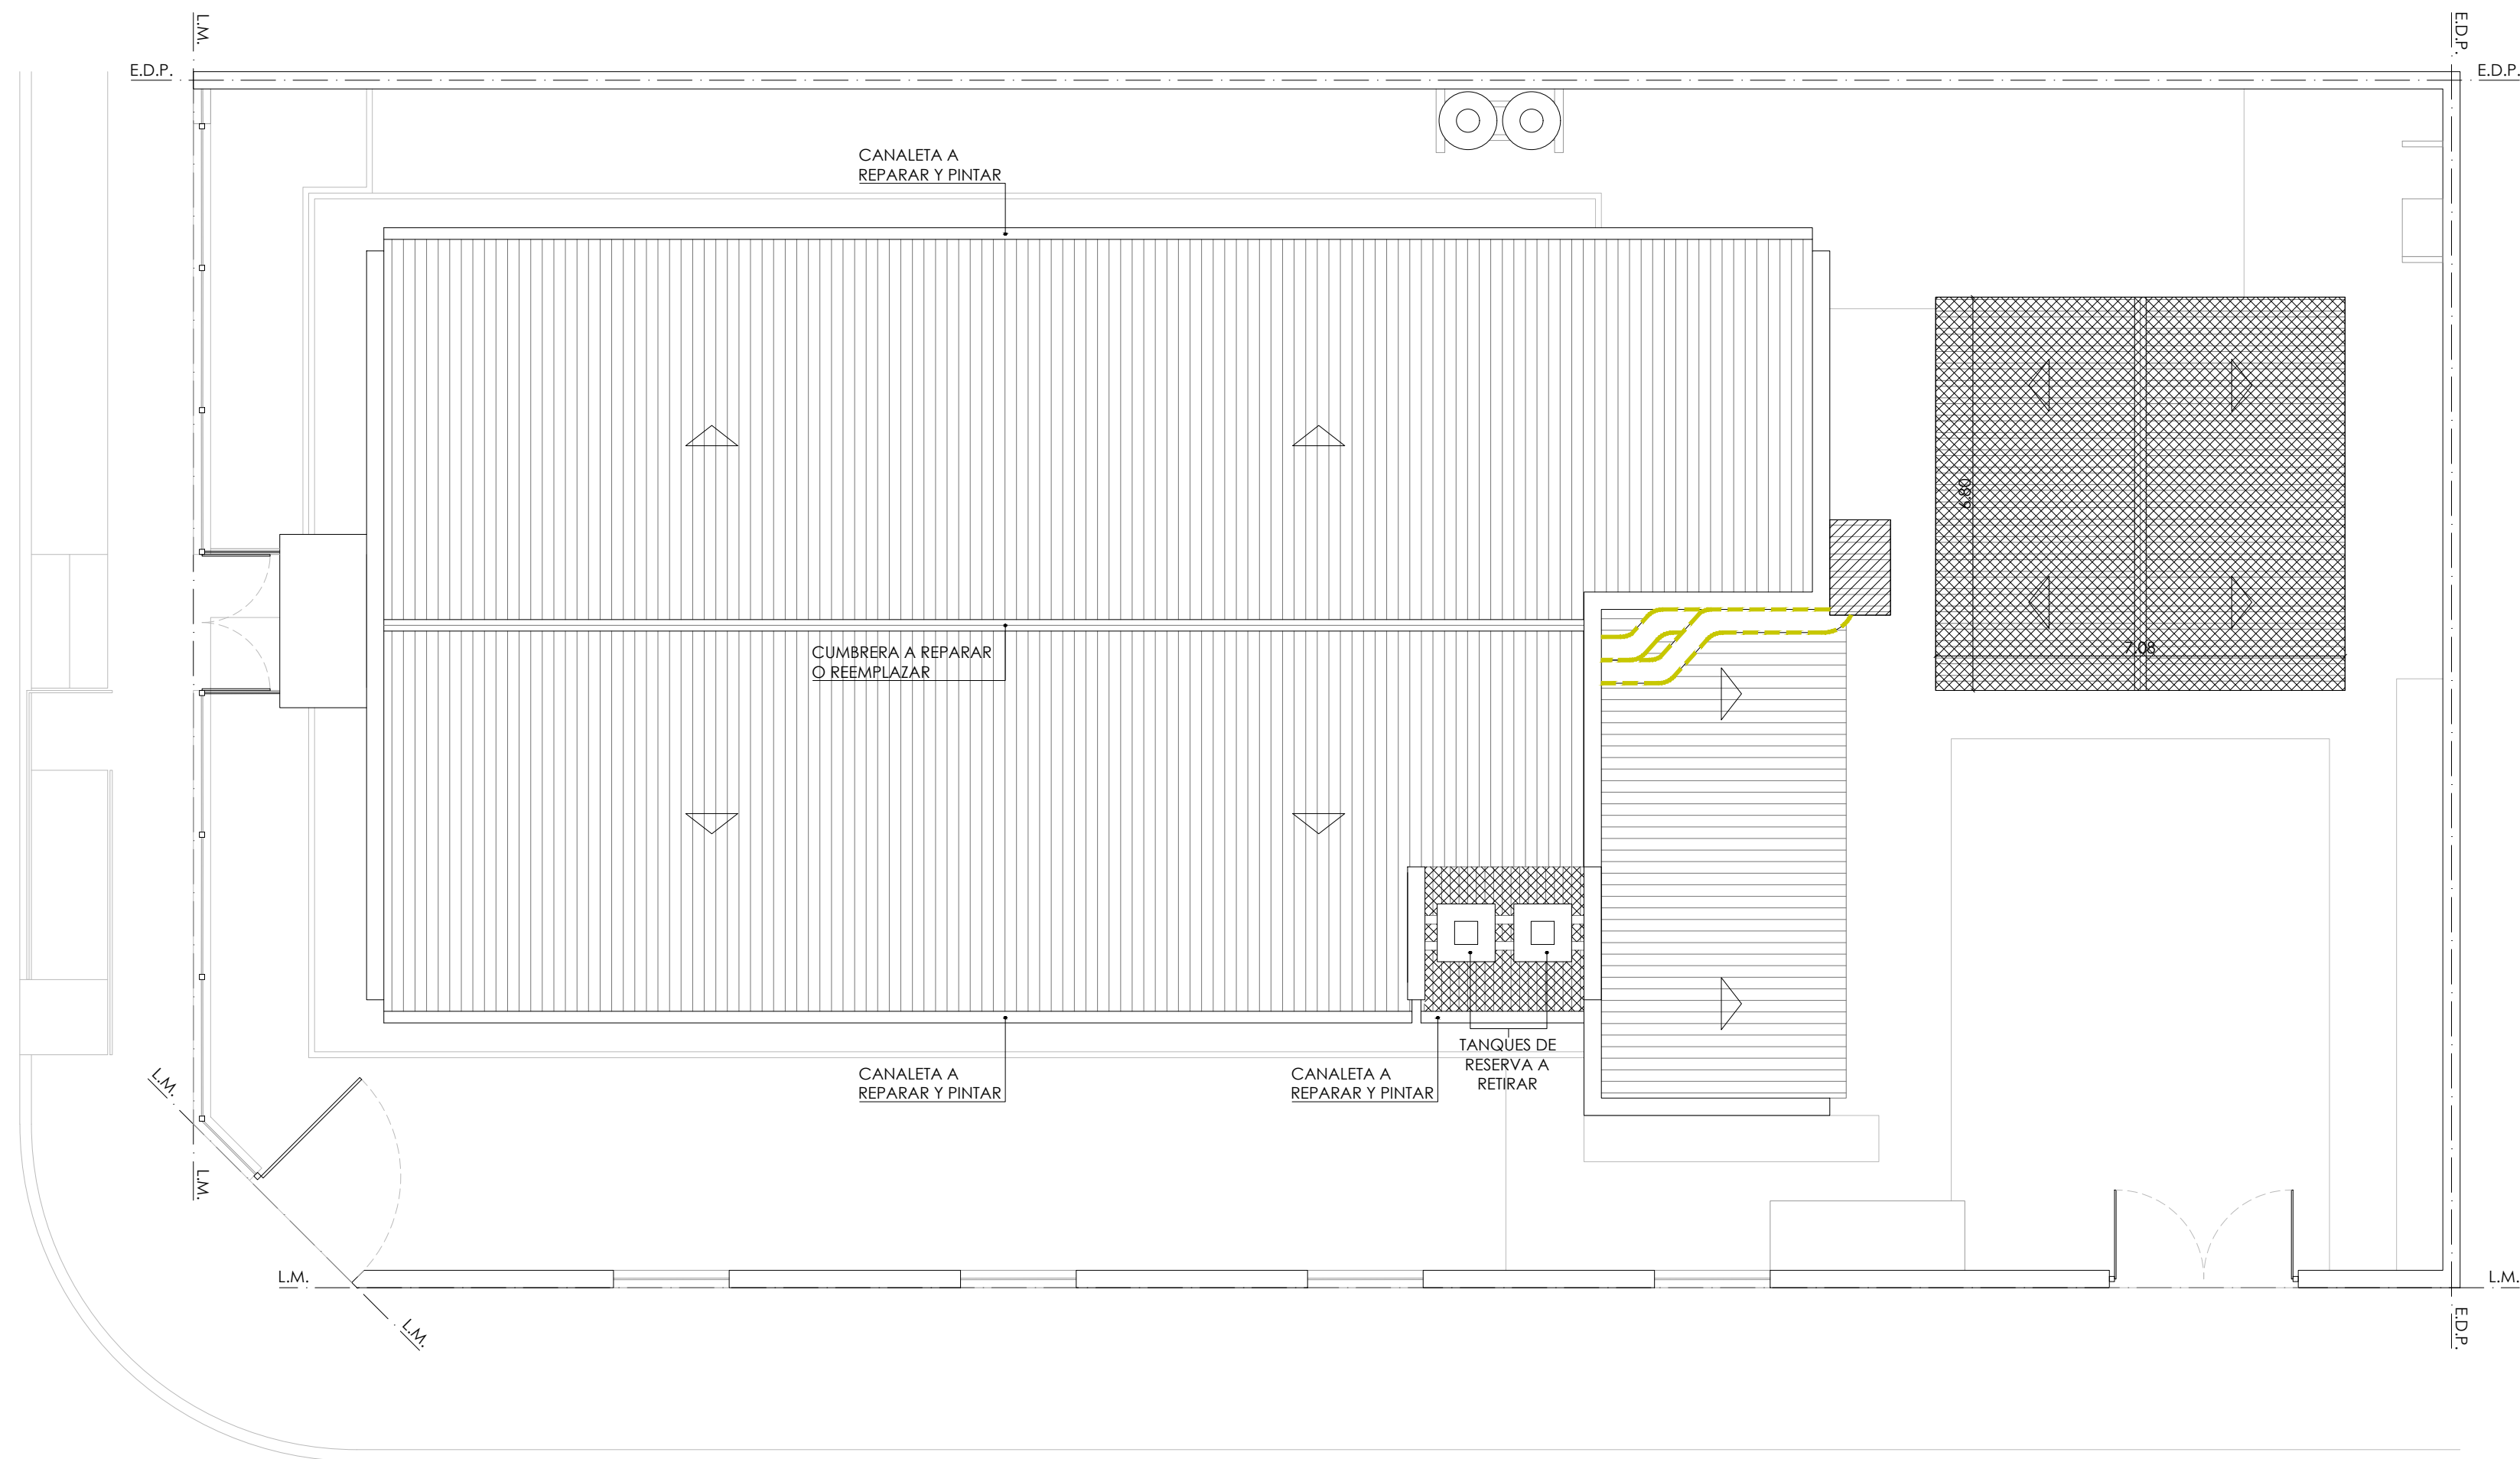 L.M.
E.D.P.
E.D.P.
E.D.P.
CANALETA A
REPARAR Y PINTAR
6.80
7.08
CUMBRERA A REPARAR
O REEMPLAZAR
CANALETA A
REPARAR Y PINTAR
CANALETA A
REPARAR Y PINTAR
TANQUES DE
RESERVA A
RETIRAR
L.M.
L.M.
L.M.
L.M.
L.M.
E.D.P.